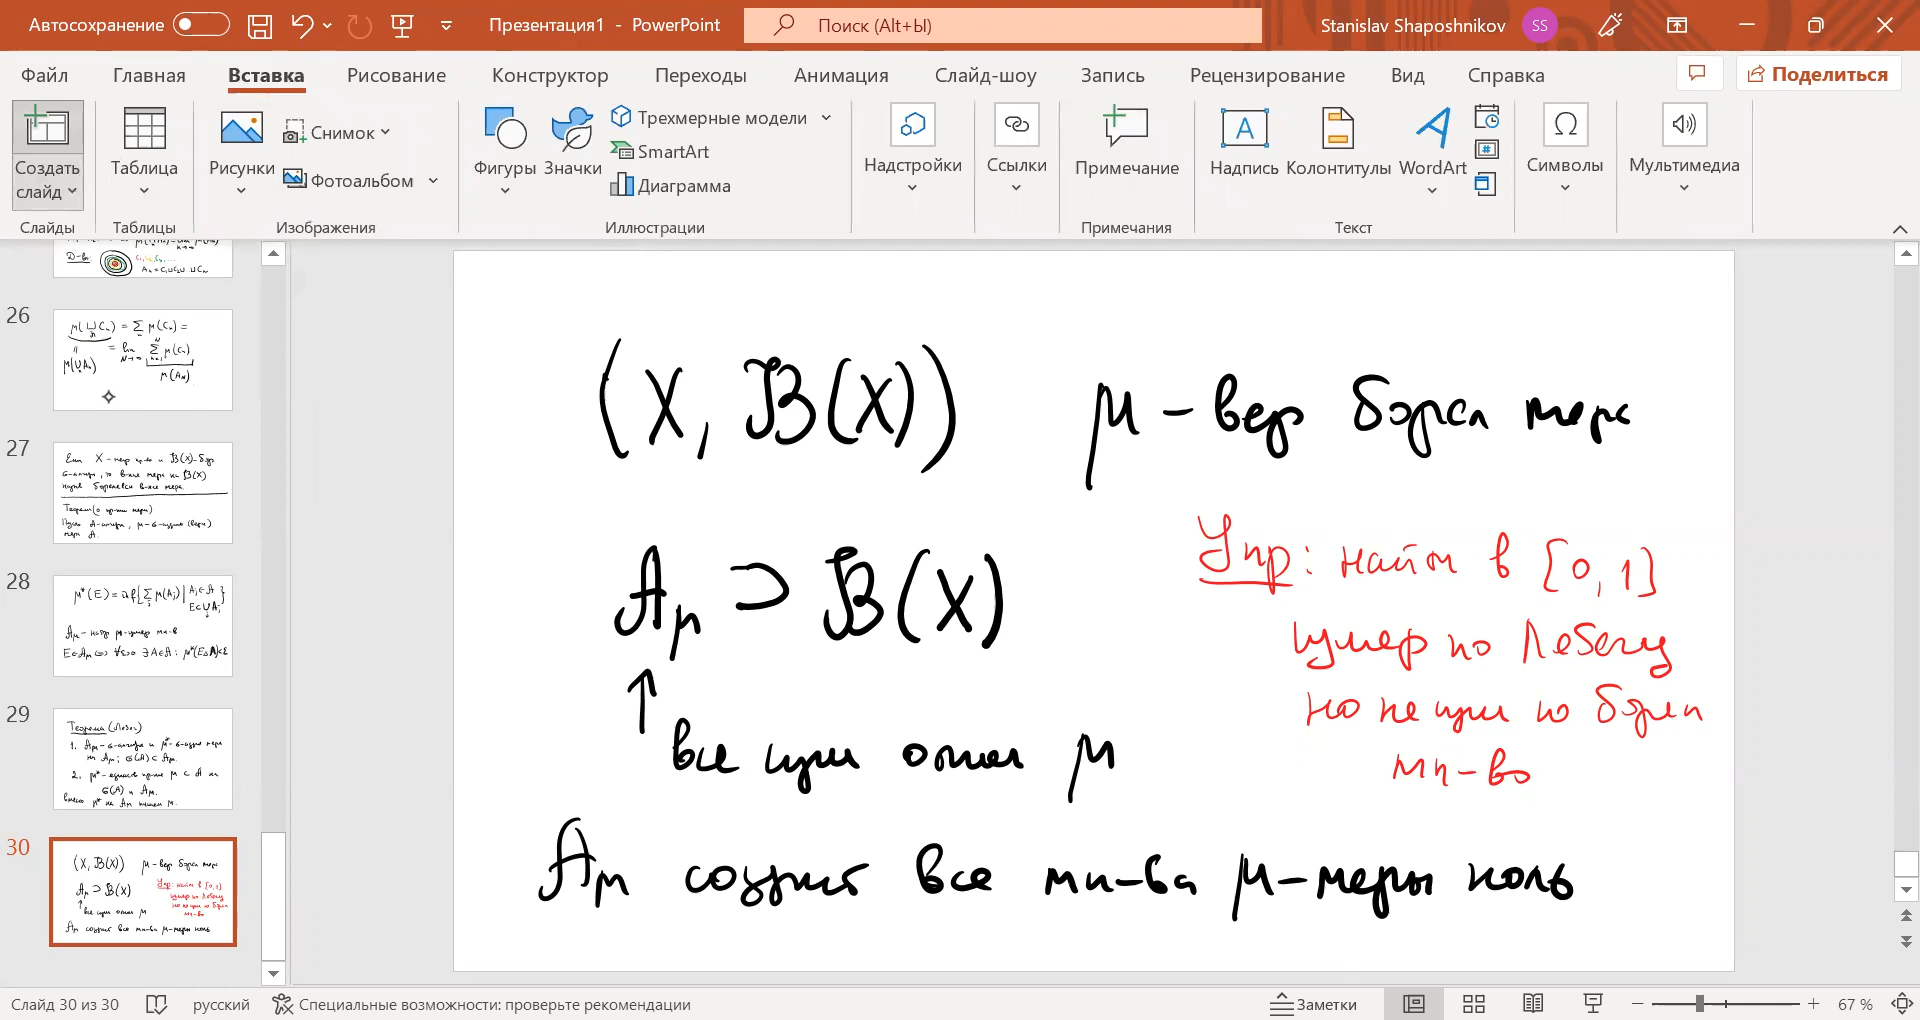 Автосохранение
Презентация1 - PowerPoint
Поиск (Alt+Ы)
Stanislav Shaposhnikov
SS
Файл Главная Вставка Рисование Конструктор Переходы Анимация Слайд-шоу Запись Рецензирование Вид Справка
Поделиться
Создать слайд
Таблица
Рисунки
Снимок
Фотоальбом
Фигуры
Значки
Трехмерные модели
SmartArt
Диаграмма
Надстройки
Ссылки
Примечание
Надпись
Колонтитулы
WordArt
Символы
Мультимедиа
Слайды Таблицы Изображения Иллюстрации Примечания Текст
26
27
28
29
30
(X, B(X)) μ - вер борел мера
Aμ ⊃ B(X)
↑
все изм относ μ
Упр: найти в [0,1]
измер по Лебегу
но не изм по Борел
мн-во
Aμ содержит все мн-ва μ-меры ноль
Слайд 30 из 30
русский
Специальные возможности: проверьте рекомендации
Заметки
67 %